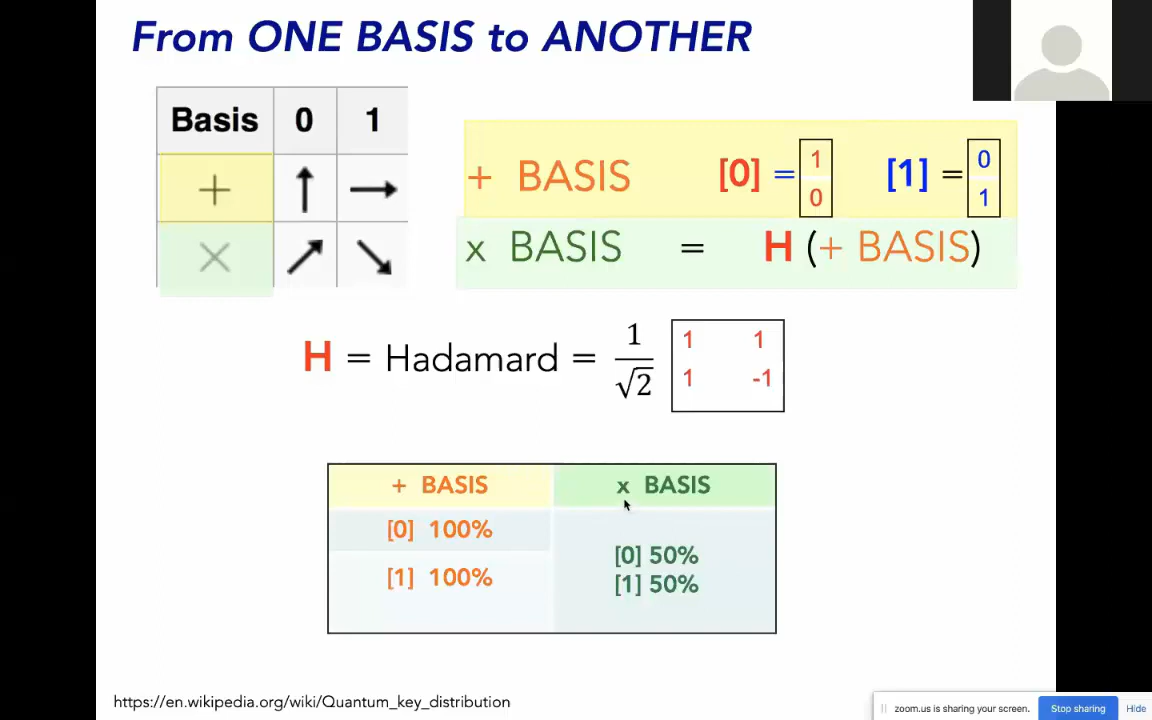 From ONE BASIS to ANOTHER
Basis 0 1
+ ↑ →
× ↗ ↘
+ BASIS [0] = 1 0 [1] = 0 1
x BASIS = H (+ BASIS)
H = Hadamard = 1/√2
1 1
1 -1
+ BASIS x BASIS
[0] 100%
[1] 100%
[0] 50%
[1] 50%
https://en.wikipedia.org/wiki/Quantum_key_distribution
zoom.us is sharing your screen. Stop sharing Hide